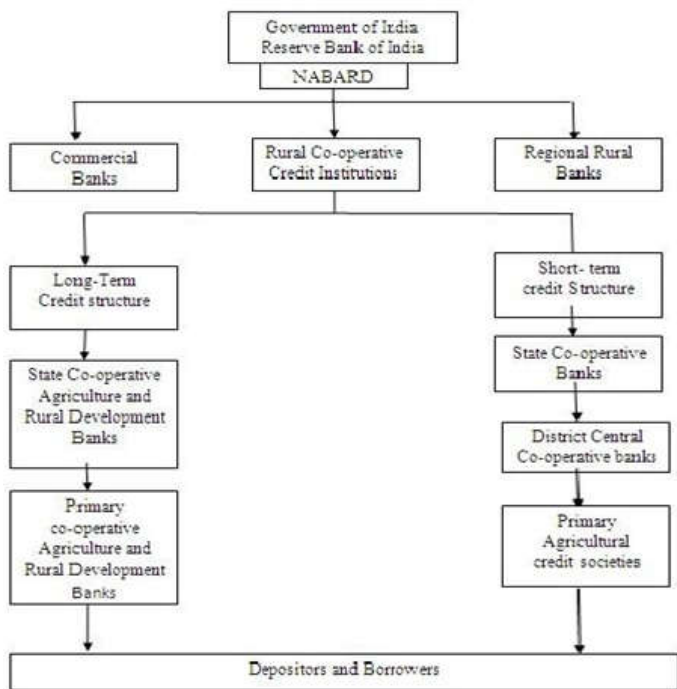 Government of India
Reserve Bank of India
NABARD
Commercial
Banks
Rural Co-operative
Credit Institutions
Regional Rural
Banks
Long-Term
Credit structure
Short- term
credit Structure
State Co-operative
Agriculture and
Rural Development
Banks
State Co-operative
Banks
District Central
Co-operative banks
Primary
co-operative
Agriculture and
Rural Development
Banks
Primary
Agricultural
credit societies
Depositors and Borrowers